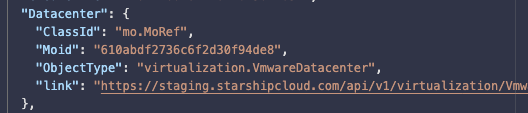 "Datacenter": {
"ClassId": "mo.MoRef",
"Moid": "610abdf2736c6f2d30f94de8",
"ObjectType": "virtualization.VmwareDatacenter",
"link": "https://staging.starshipcloud.com/api/v1/virtualization/Vmw
},